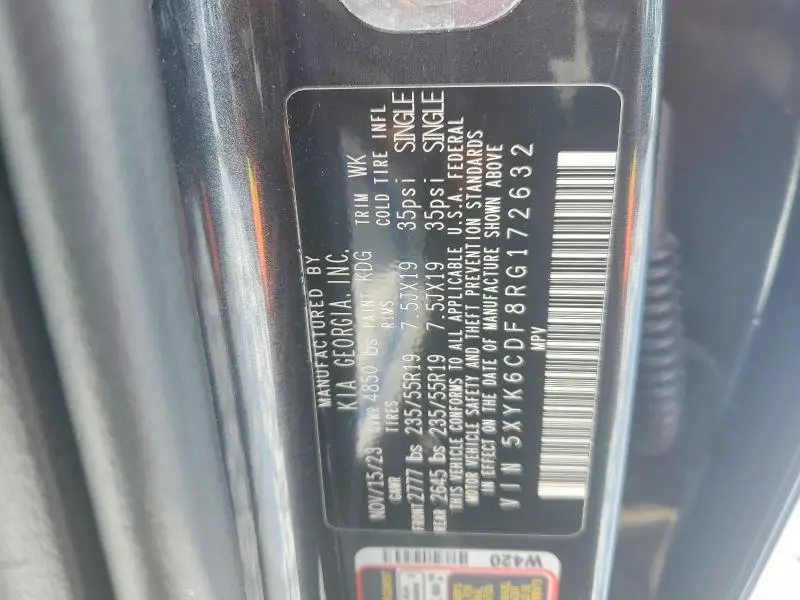 MANUFACTURED BY
KIA GEORGIA, INC.
NOV/15/23 GVWR 4850 lbs PAINT KDG TRIM WK
GAWR TIRES RIMS COLD TIRE INFL
FRONT 2777 lbs 235/55R19 7.5JX19 35psi SINGLE
REAR 2645 lbs 235/55R19 7.5JX19 35psi SINGLE
THIS VEHICLE CONFORMS TO ALL APPLICABLE U.S.A. FEDERAL
MOTOR VEHICLE SAFETY AND THEFT PREVENTION STANDARDS
IN EFFECT ON THE DATE OF MANUFACTURE SHOWN ABOVE
VIN 5XYK6CDF8RG172632
MPV
W420